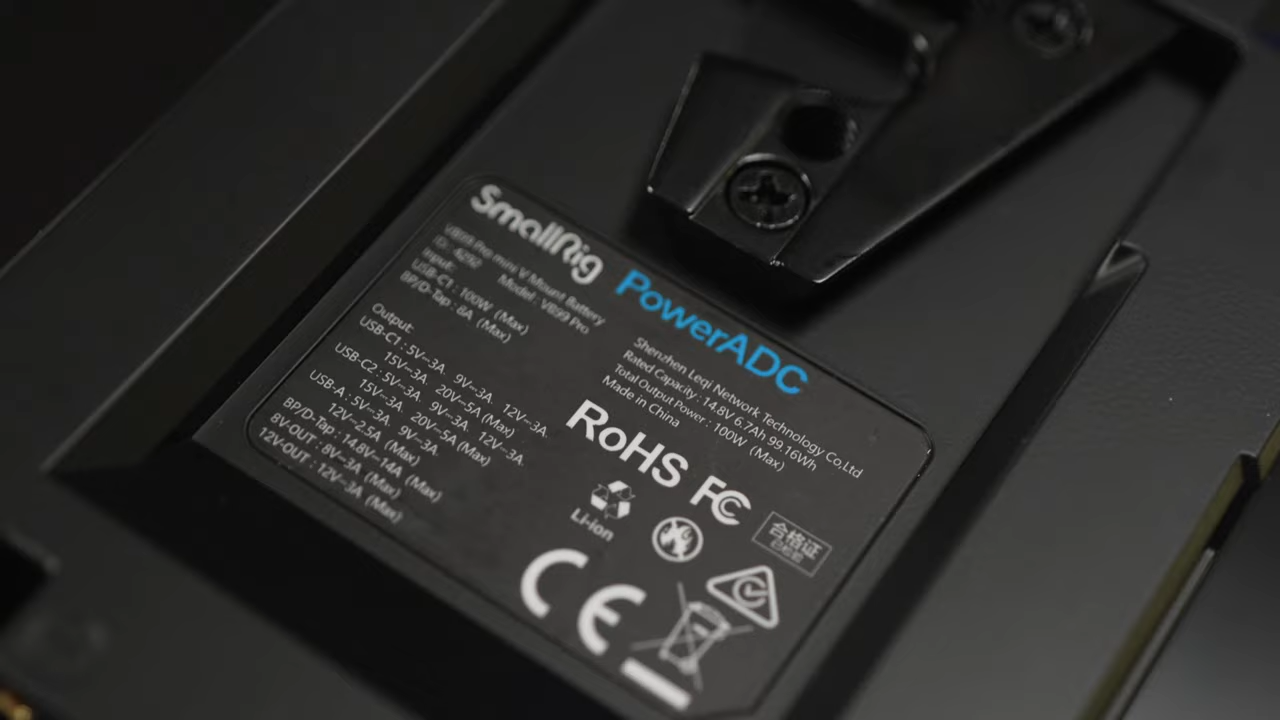 SmallRig PowerADC
VB99 Pro mini V Mount Battery
ID: 4292 Model: VB99 Pro
Input:
USB-C1 : 100W (Max)
BP/D-Tap : 8A (Max)
Output:
USB-C1 : 5V⎓3A 9V⎓3A 12V⎓3A
15V⎓3A 20V⎓5A (Max)
USB-C2 : 5V⎓3A 9V⎓3A 12V⎓3A
15V⎓3A 20V⎓5A (Max)
USB-A : 5V⎓3A 9V⎓3A
12V⎓2.5A (Max)
BP/D-Tap : 14.8V⎓14A (Max)
8V-OUT : 8V⎓3A (Max)
12V-OUT : 12V⎓3A (Max)
Shenzhen Leqi Network Technology Co,Ltd
Rated Capacity : 14.8V 6.7Ah 99.16Wh
Total Output Power : 100W (Max)
Made in China
RoHS FC
Li-ion
合格证
CE